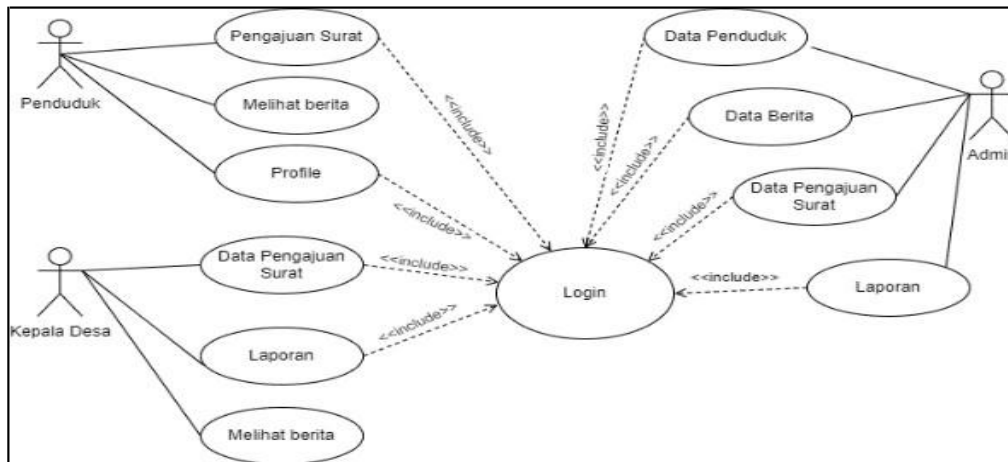 Pengajuan Surat
Penduduk
Melihat berita
Profile
<<include>>
<<include>>
Kepala Desa
Data Pengajuan
Surat
<<include>>
Laporan
<<include>>
Melihat berita
Login
Data Penduduk
<<include>>
Admin
Data Berita
<<include>>
Data Pengajuan
Surat
<<include>>
Laporan
<<include>>